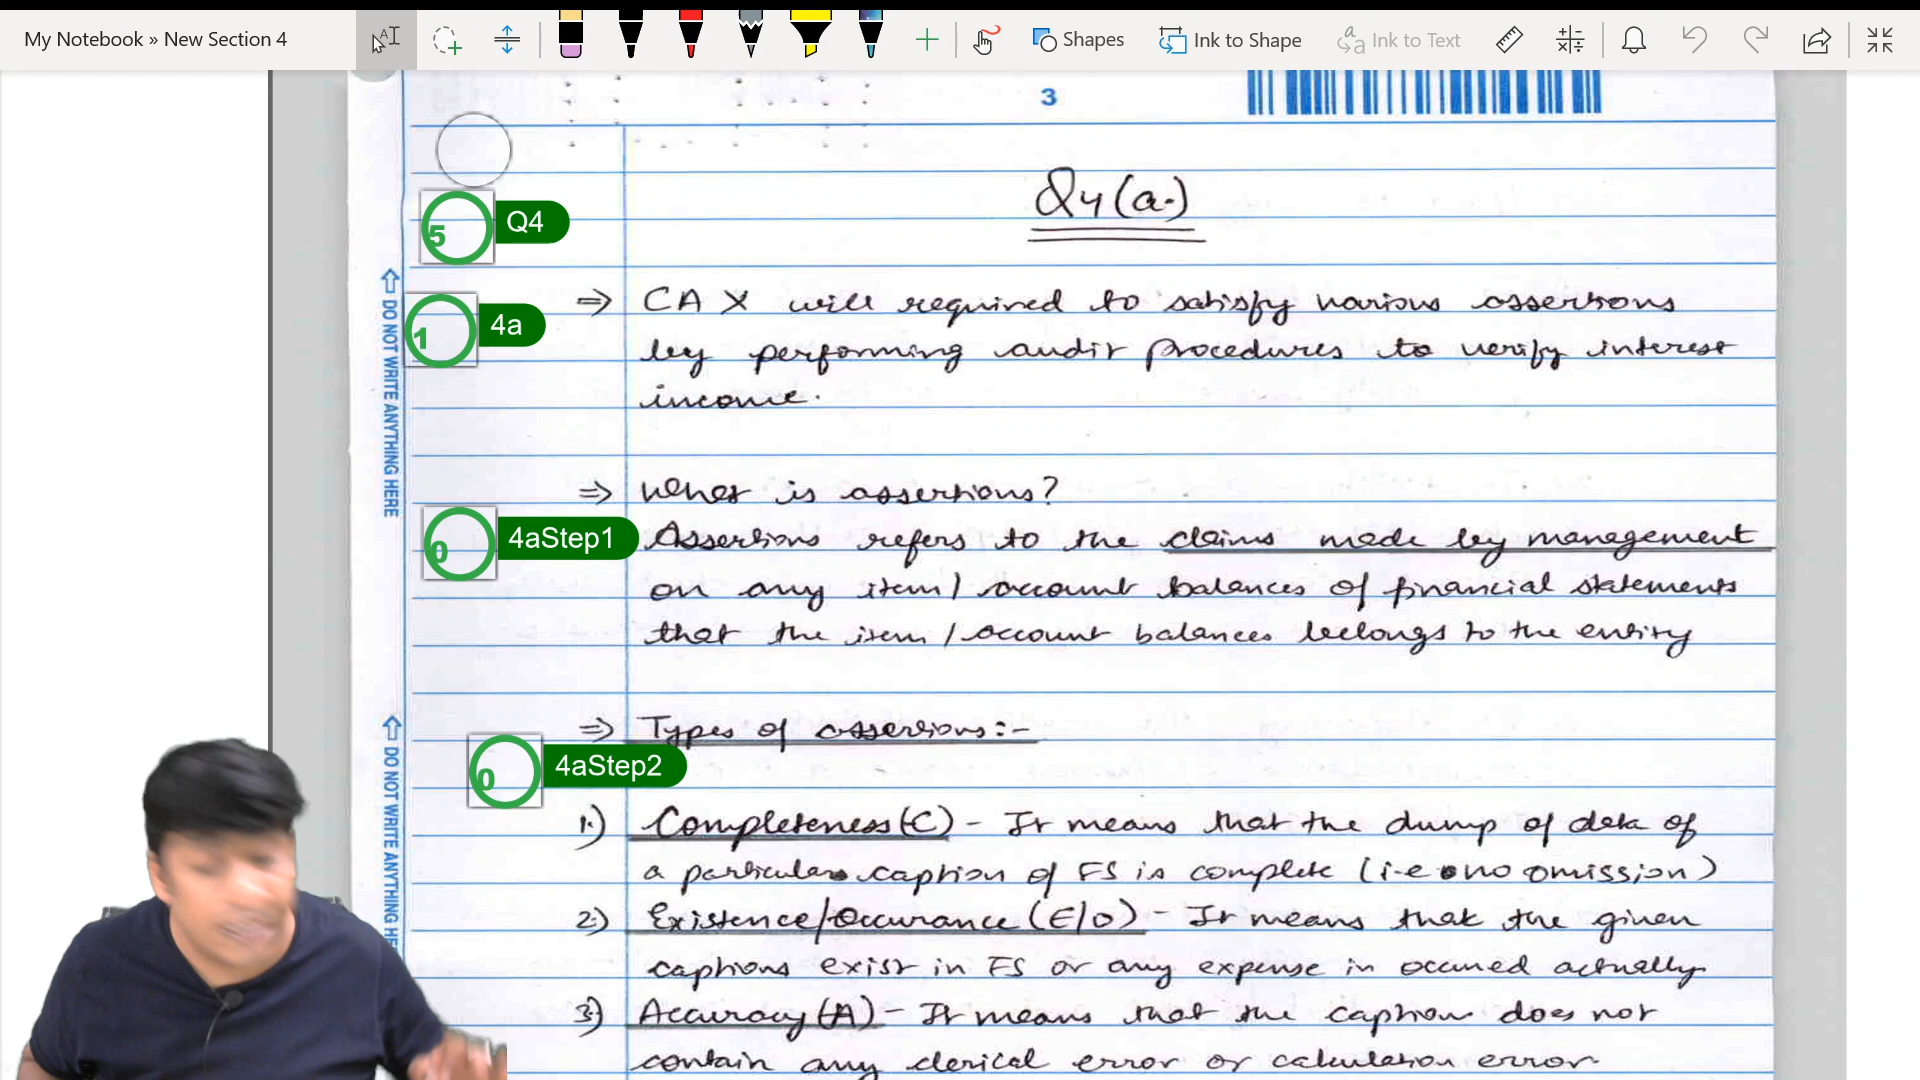 My Notebook » New Section 4
Shapes
Ink to Shape
Ink to Text
3
Q4(a.)
5 Q4
1 4a
⇒ CA X will required to satisfy various assertions
by performing audit procedures to verify interest
income.
⇒ What is assertions?
0 4aStep1
Assertions refers to the claims made by management
on any item/ account balances of financial statements
that the item/account balances belongs to the entity
⇒ Types of assertions:-
0 4aStep2
1.) Completeness(C) - It means that the dump of data of
a particular caption of FS is complete (i.e no omission)
2.) Existence/Occurance (E/O) - It means that the given
captions exist in FS or any expense in occured actually
3.) Accuracy(A) - It means that the caption does not
contain any clerical error or calculation error
DO NOT WRITE ANYTHING HERE
DO NOT WRITE ANYTHING HE